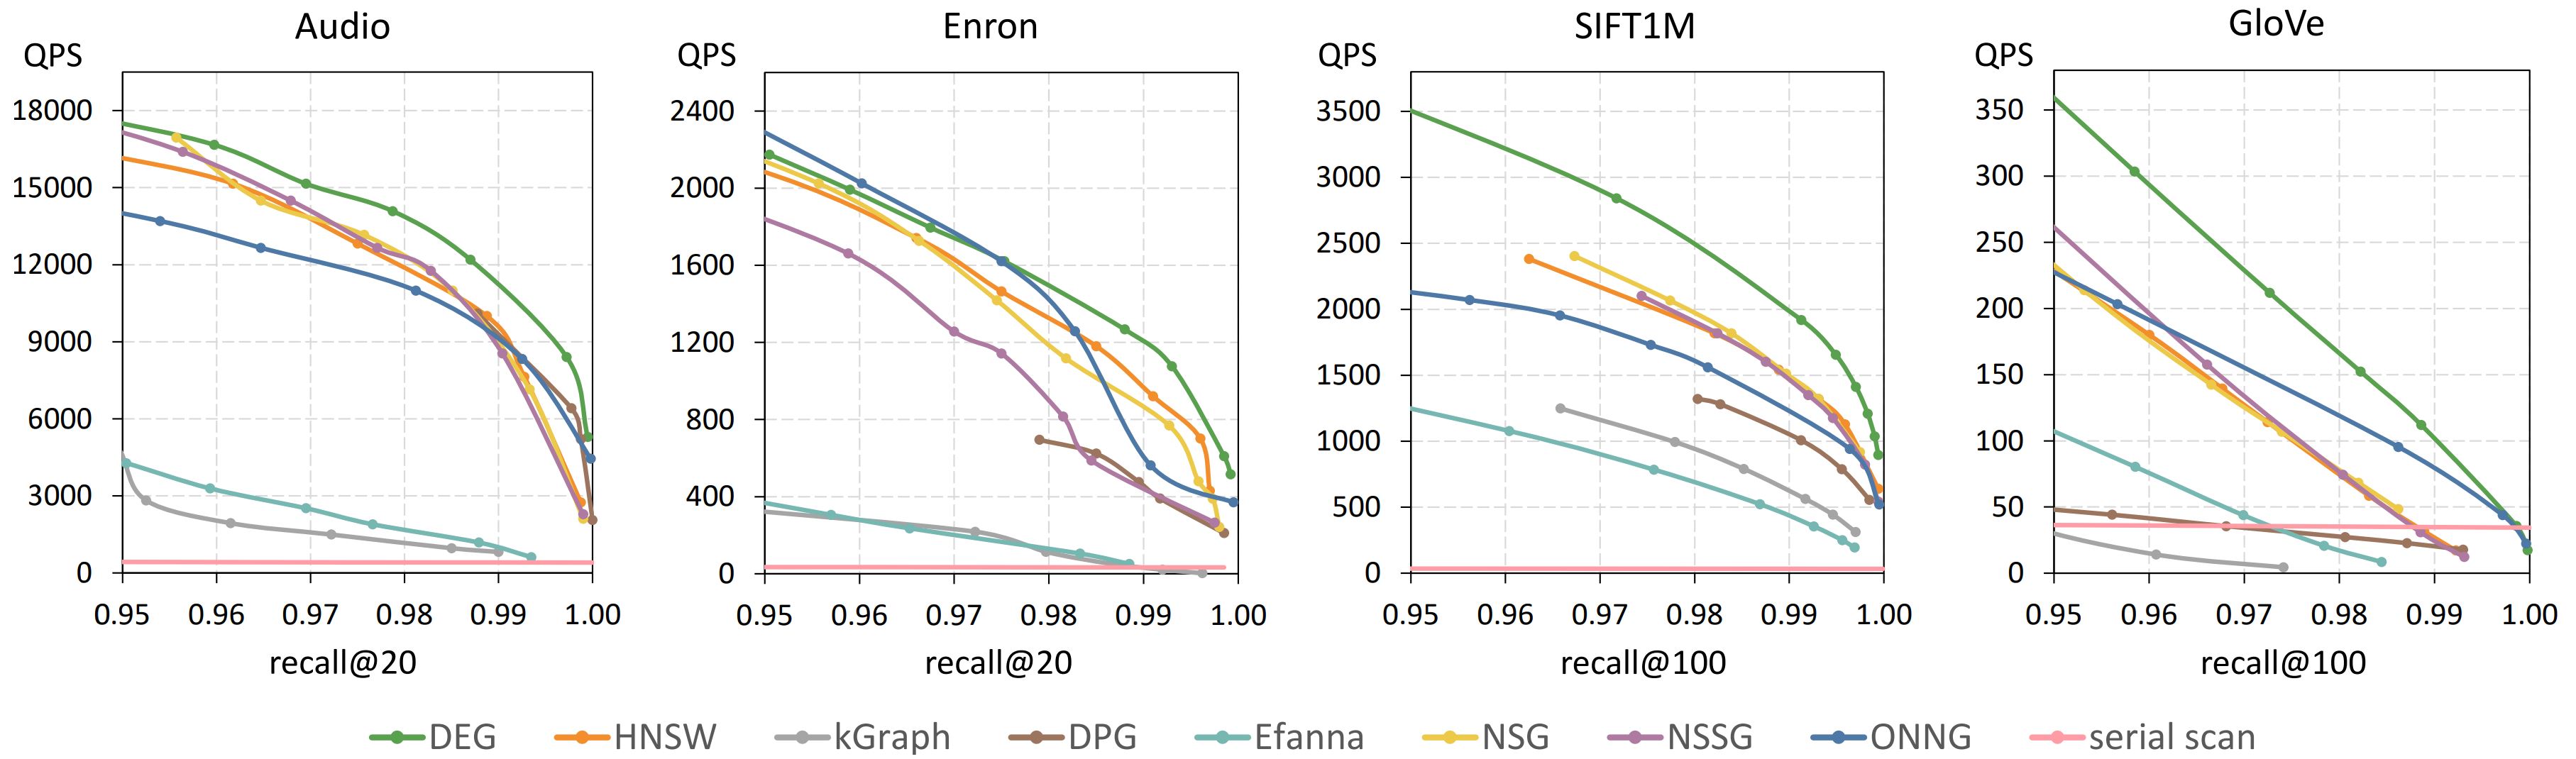 Audio
QPS
18000
15000
12000
9000
6000
3000
0
0.95 0.96 0.97 0.98 0.99 1.00
recall@20
Enron
QPS
2400
2000
1600
1200
800
400
0
0.95 0.96 0.97 0.98 0.99 1.00
recall@20
SIFT1M
QPS
3500
3000
2500
2000
1500
1000
500
0
0.95 0.96 0.97 0.98 0.99 1.00
recall@100
GloVe
QPS
350
300
250
200
150
100
50
0
0.95 0.96 0.97 0.98 0.99 1.00
recall@100
DEG HNSW kGraph DPG Efanna NSG NSSG ONNG serial scan